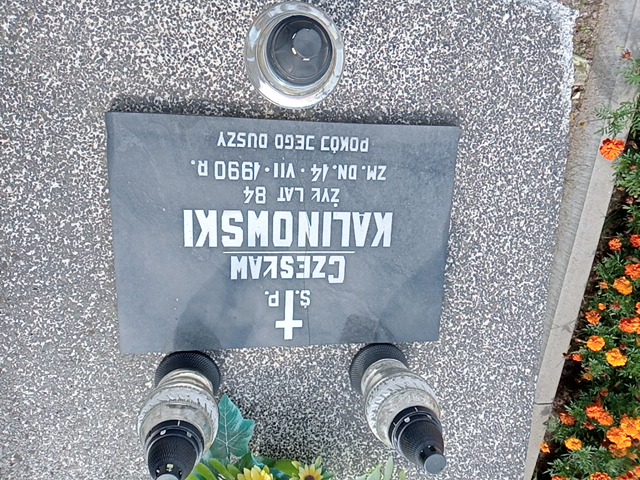 Ś.P.
CZESŁAW
KALINOWSKI
ŻYŁ LAT 84
ZM. DN. 14 · VII · 1990 R.
POKÓJ JEGO DUSZY